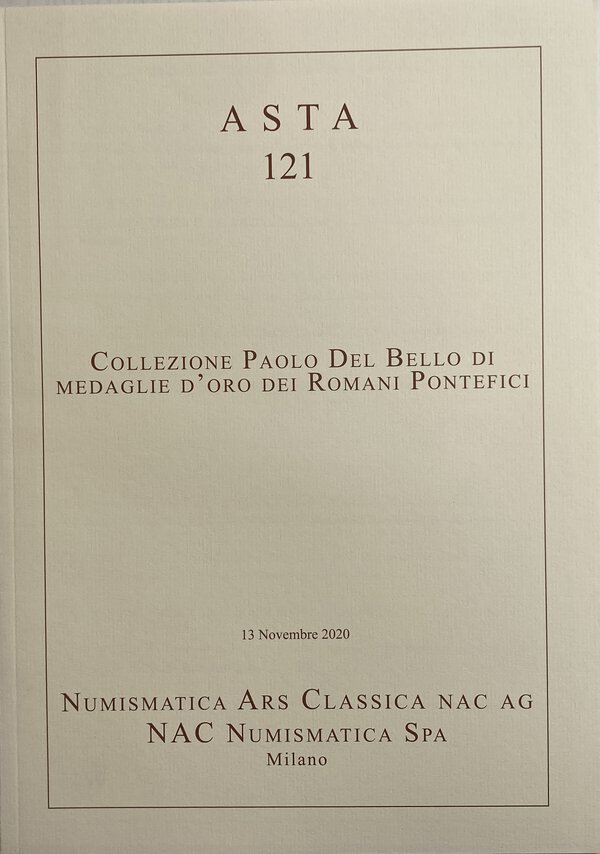 ASTA
121
COLLEZIONE PAOLO DEL BELLO DI
MEDAGLIE D'ORO DEI ROMANI PONTEFICI
13 Novembre 2020
NUMISMATICA ARS CLASSICA NAC AG
NAC NUMISMATICA SPA
Milano